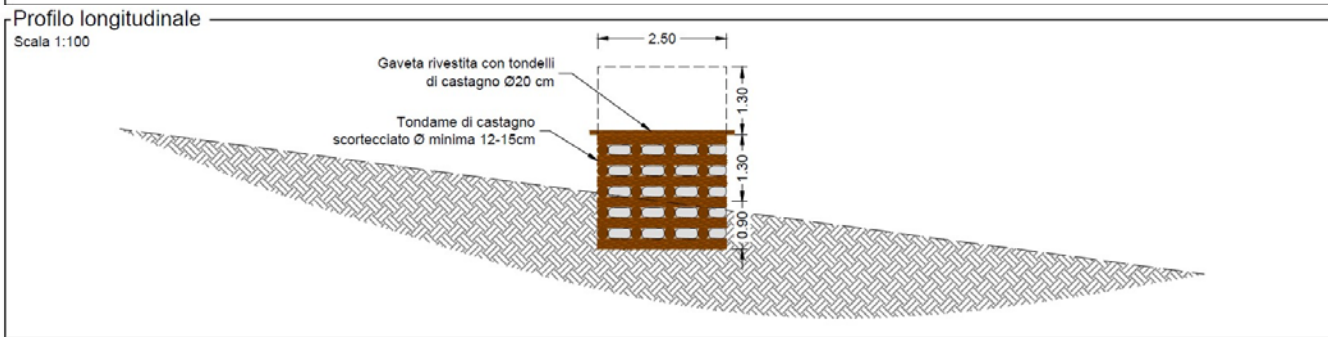 Profilo longitudinale
Scala 1:100
2.50
Gaveta rivestita con tondelli
di castagno Ø20 cm
1.30
Tondame di castagno
scortecciato Ø minima 12-15cm
1.30
0.90